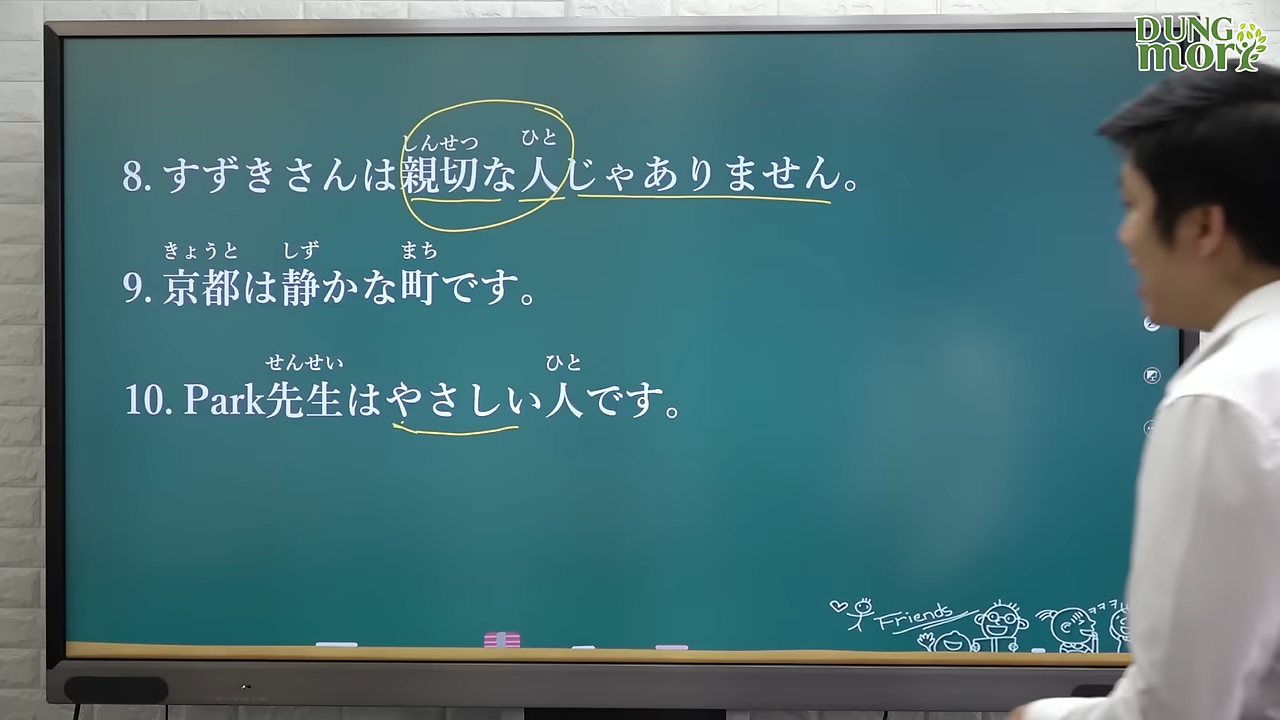 DUNG
mori
しんせつ ひと
8. すずきさんは親切な人じゃありません。
きょうと しず まち
9. 京都は静かな町です。
せんせい ひと
10. Park先生はやさしい人です。
Friends